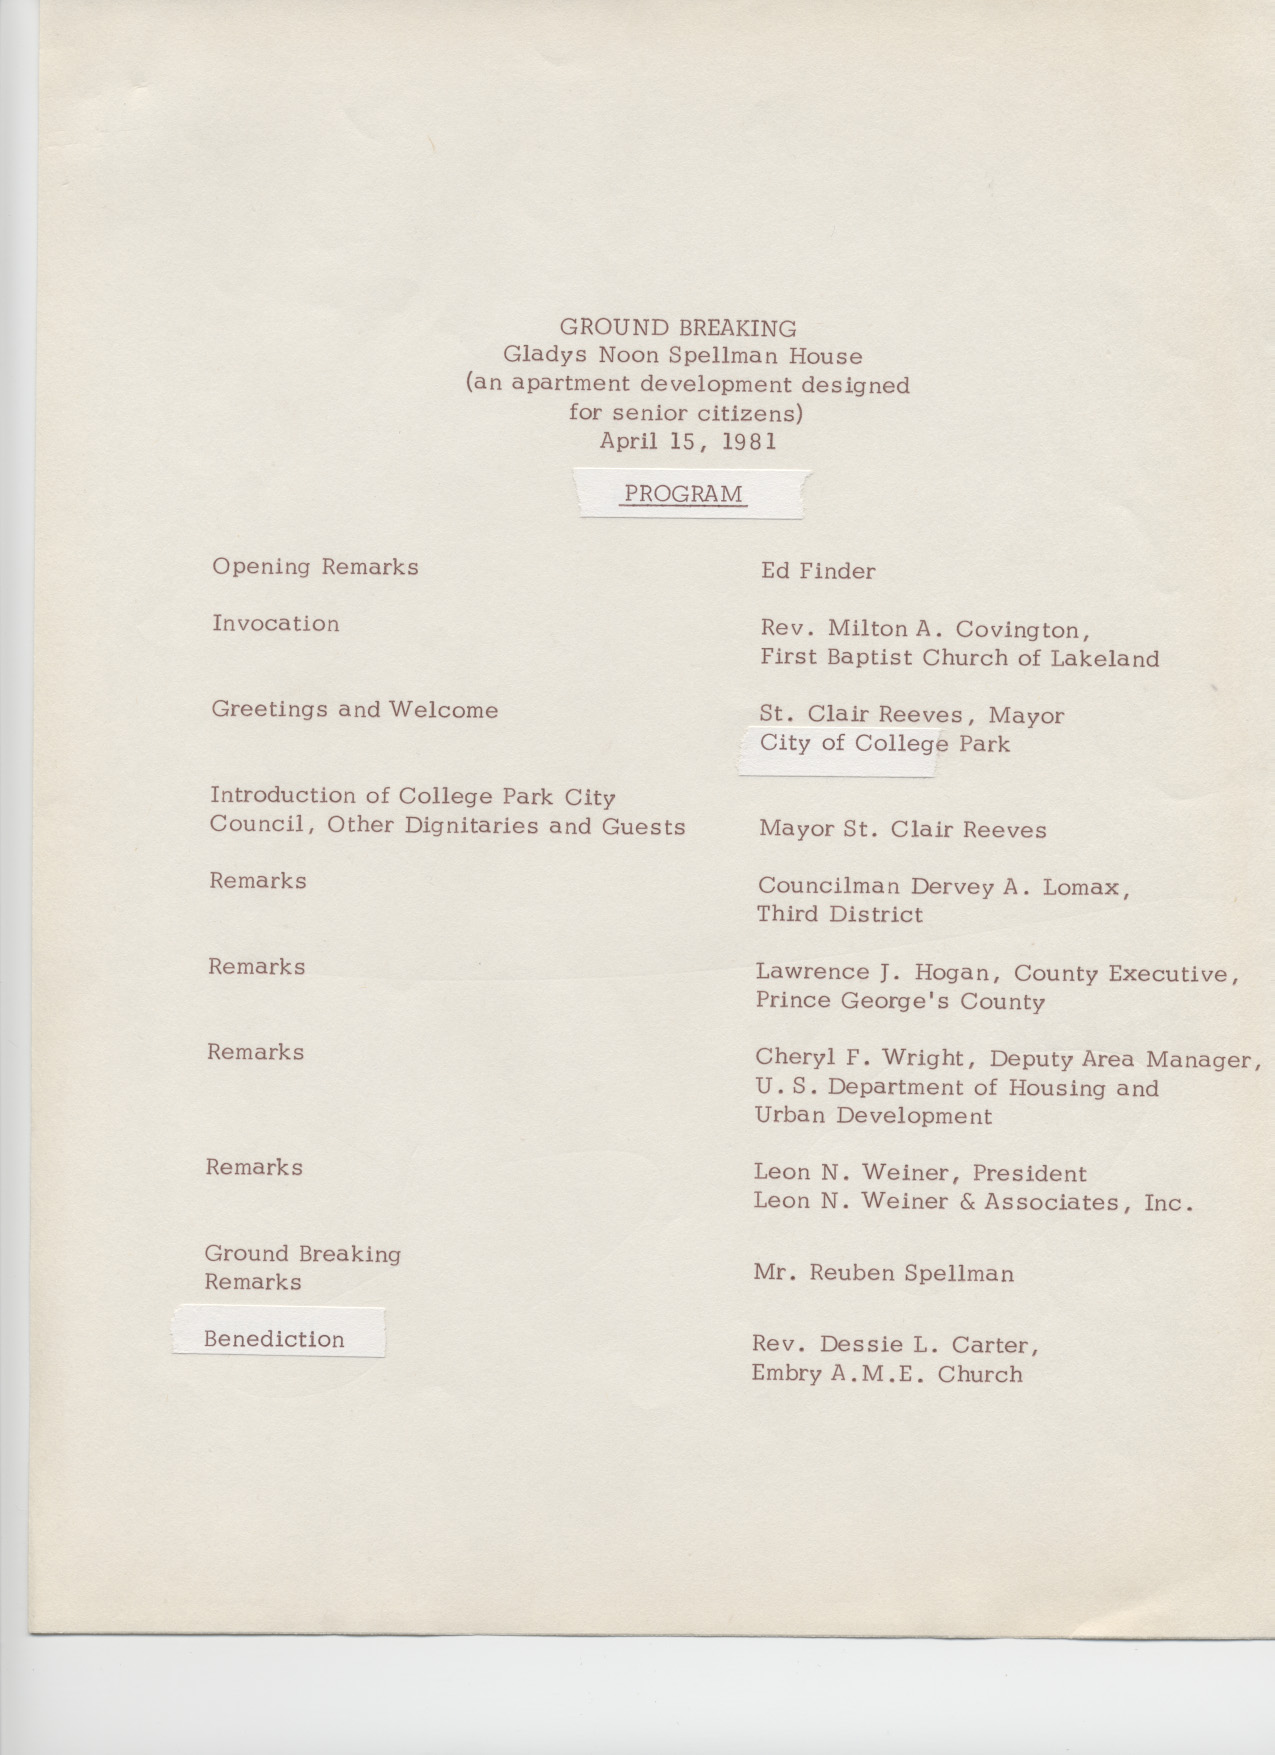 GROUND BREAKING
Gladys Noon Spellman House
(an apartment development designed
for senior citizens)
April 15, 1981
PROGRAM
Opening Remarks
Ed Finder
Invocation
Rev. Milton A. Covington,
First Baptist Church of Lakeland
Greetings and Welcome
St. Clair Reeves, Mayor
City of College Park
Introduction of College Park City
Council, Other Dignitaries and Guests
Mayor St. Clair Reeves
Remarks
Councilman Dervey A. Lomax,
Third District
Remarks
Lawrence J. Hogan, County Executive,
Prince George's County
Remarks
Cheryl F. Wright, Deputy Area Manager,
U. S. Department of Housing and
Urban Development
Remarks
Leon N. Weiner, President
Leon N. Weiner & Associates, Inc.
Ground Breaking
Remarks
Mr. Reuben Spellman
Benediction
Rev. Dessie L. Carter,
Embry A.M.E. Church